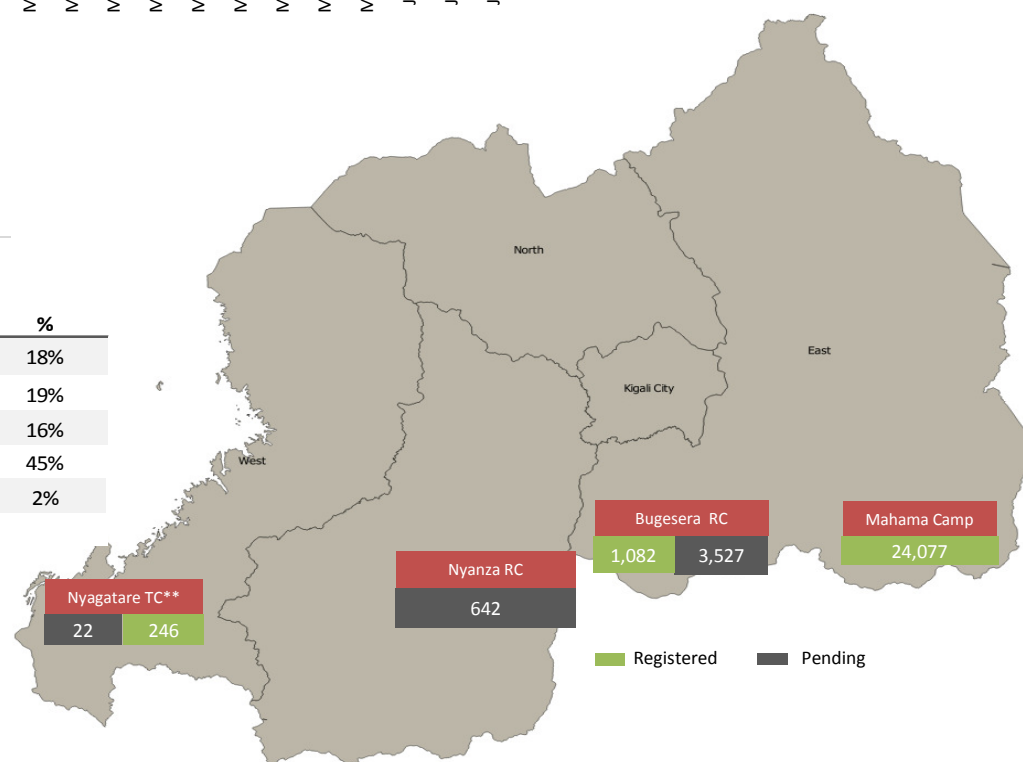 M M M M M M M M M J J J
North
East
Kigali City
West
%
18%
19%
16%
45%
2%
Bugesera RC
1,082 3,527
Mahama Camp
24,077
Nyanza RC
642
Nyagatare TC**
22 246
Registered
Pending